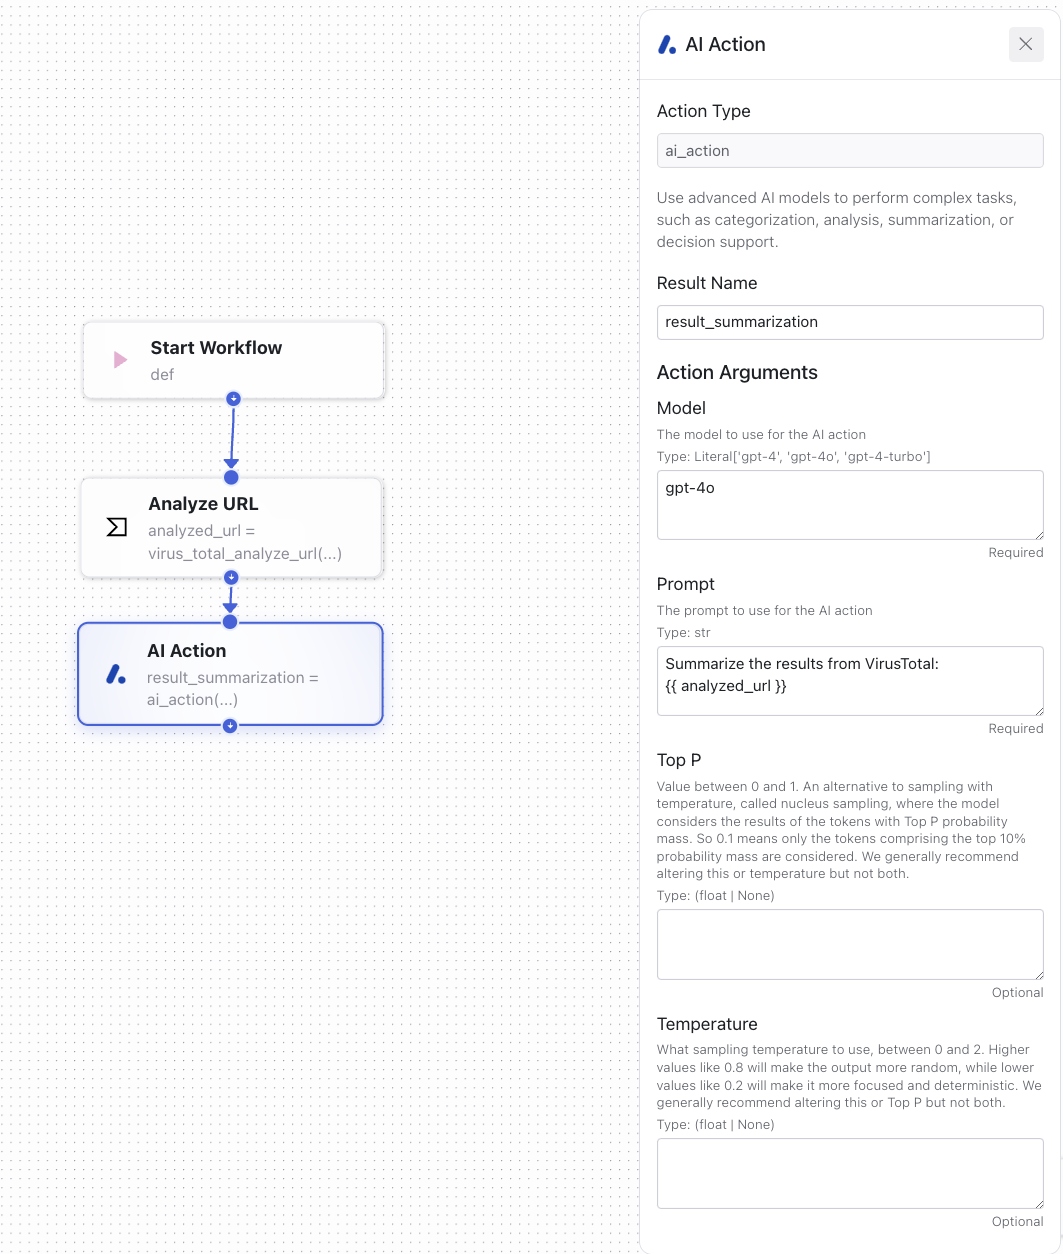 Start Workflow
def
Analyze URL
analyzed_url =
virus_total_analyze_url(...)
AI Action
result_summarization =
ai_action(...)
AI Action
Action Type
ai_action
Use advanced AI models to perform complex tasks,
such as categorization, analysis, summarization, or
decision support.
Result Name
result_summarization
Action Arguments
Model
The model to use for the AI action
Type: Literal['gpt-4', 'gpt-4o', 'gpt-4-turbo']
gpt-4o
Required
Prompt
The prompt to use for the AI action
Type: str
Summarize the results from VirusTotal:
{{ analyzed_url }}
Required
Top P
Value between 0 and 1. An alternative to sampling with
temperature, called nucleus sampling, where the model
considers the results of the tokens with Top P probability
mass. So 0.1 means only the tokens comprising the top 10%
probability mass are considered. We generally recommend
altering this or temperature but not both.
Type: (float | None)
Optional
Temperature
What sampling temperature to use, between 0 and 2. Higher
values like 0.8 will make the output more random, while lower
values like 0.2 will make it more focused and deterministic. We
generally recommend altering this or Top P but not both.
Type: (float | None)
Optional